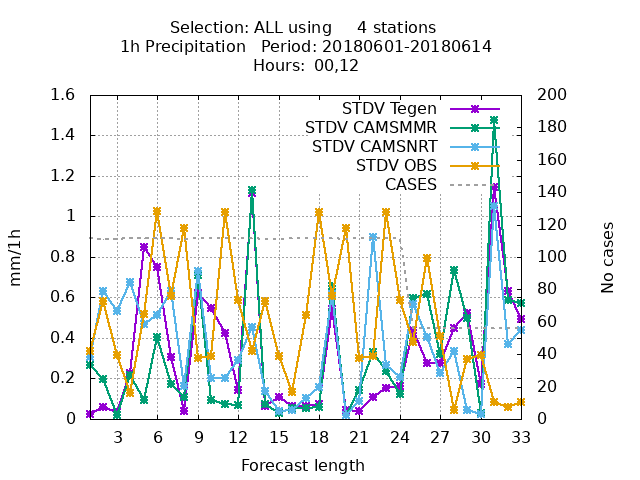 Selection: ALL using     4 stations
1h Precipitation   Period: 20180601-20180614
Hours:  00,12
STDV Tegen
STDV CAMSMMR
STDV CAMSNRT
STDV OBS
CASES
mm/1h
1.6
1.4
1.2
1
0.8
0.6
0.4
0.2
0
200
180
160
140
120
100
80
60
40
20
0
No cases
3 6 9 12 15 18 21 24 27 30 33
Forecast length